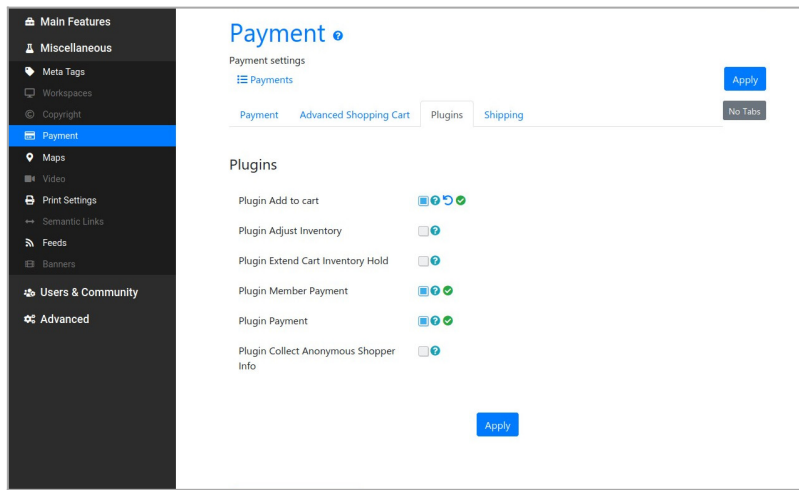 Main Features
Miscellaneous
Meta Tags
Workspaces
Copyright
Payment
Maps
Video
Print Settings
Semantic Links
Feeds
Banners
Users & Community
Advanced
Payment
Payment settings
Payments
Apply
Payment Advanced Shopping Cart Plugins Shipping
No Tabs
Plugins
Plugin Add to cart
Plugin Adjust Inventory
Plugin Extend Cart Inventory Hold
Plugin Member Payment
Plugin Payment
Plugin Collect Anonymous Shopper
Info
Apply